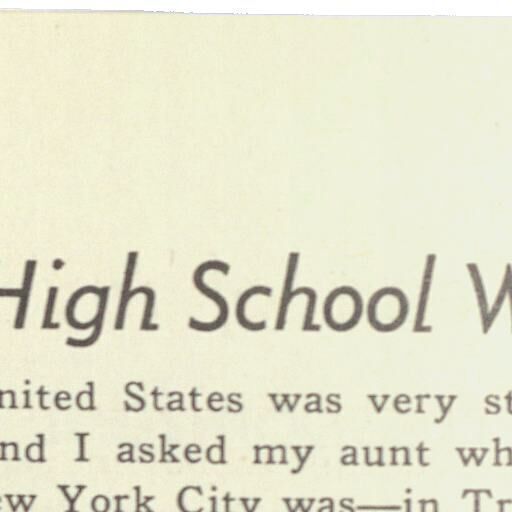 High School W
nited States was very st
nd I asked my aunt wh
ew York City was—in Tr